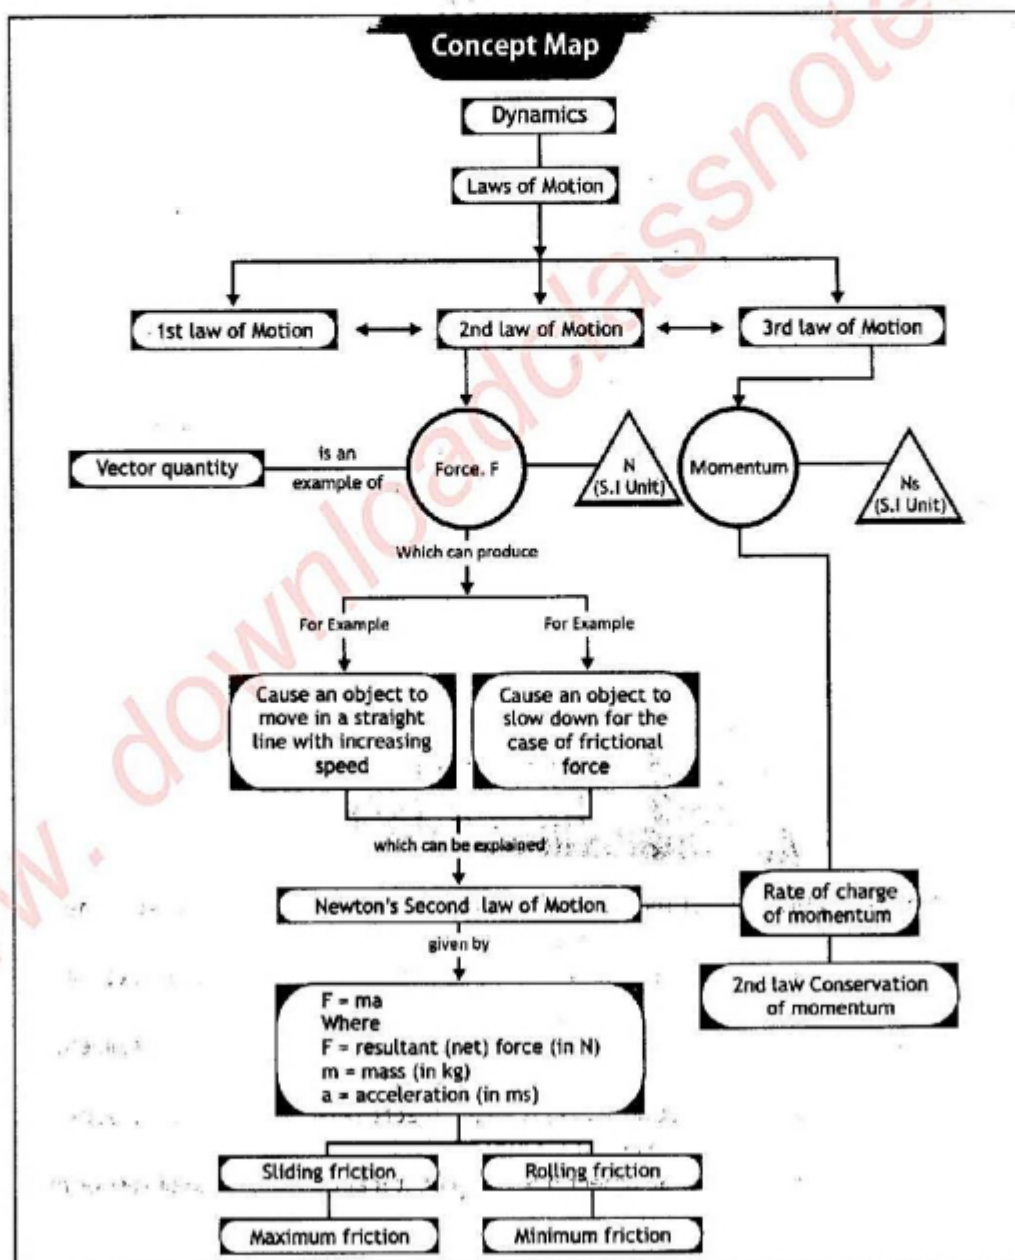 Concept Map
Dynamics
Laws of Motion
1st law of Motion
2nd law of Motion
3rd law of Motion
Vector quantity
is an
example of
Force. F
N
(S.I Unit)
Momentum
Ns
(S.I Unit)
Which can produce
For Example
For Example
Cause an object to
move in a straight
line with increasing
speed
Cause an object to
slow down for the
case of frictional
force
which can be explained
Newton's Second law of Motion
Rate of charge
of momentum
given by
2nd law Conservation
of momentum
F = ma
Where
F = resultant (net) force (in N)
m = mass (in kg)
a = acceleration (in ms)
Sliding friction
Rolling friction
Maximum friction
Minimum friction
w. downloadclassnote